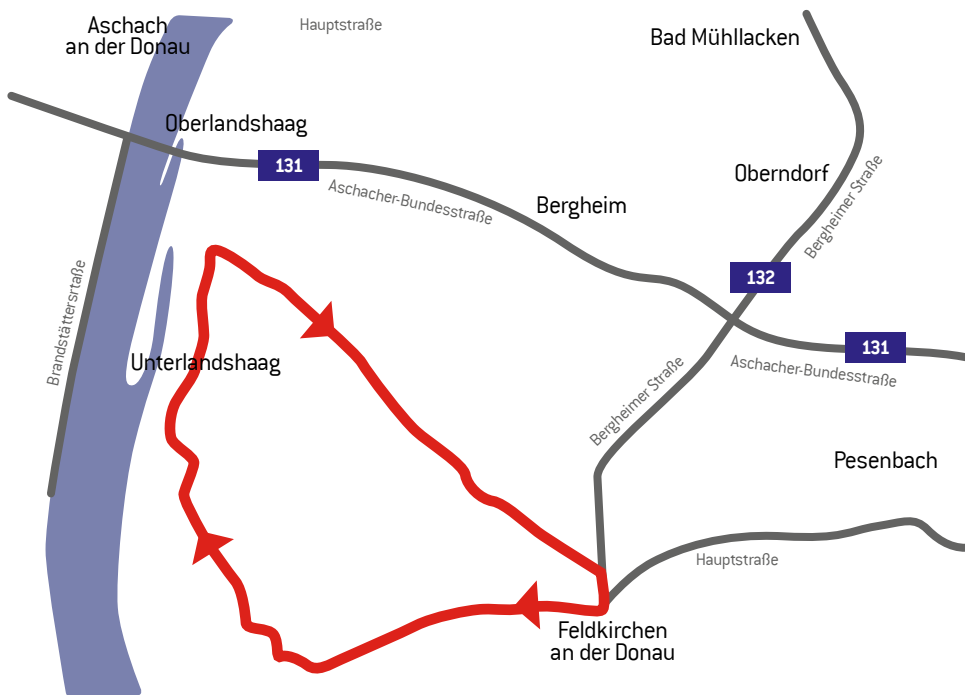 Aschach
an der Donau
Hauptstraße
Bad Mühllacken
Oberlandshaag
131
Aschacher-Bundesstraße
Bergheim
Oberndorf
Bergheimer Straße
132
Brandstättersrtaße
Unterlandshaag
131
Aschacher-Bundesstraße
Bergheimer Straße
Pesenbach
Hauptstraße
Feldkirchen
an der Donau